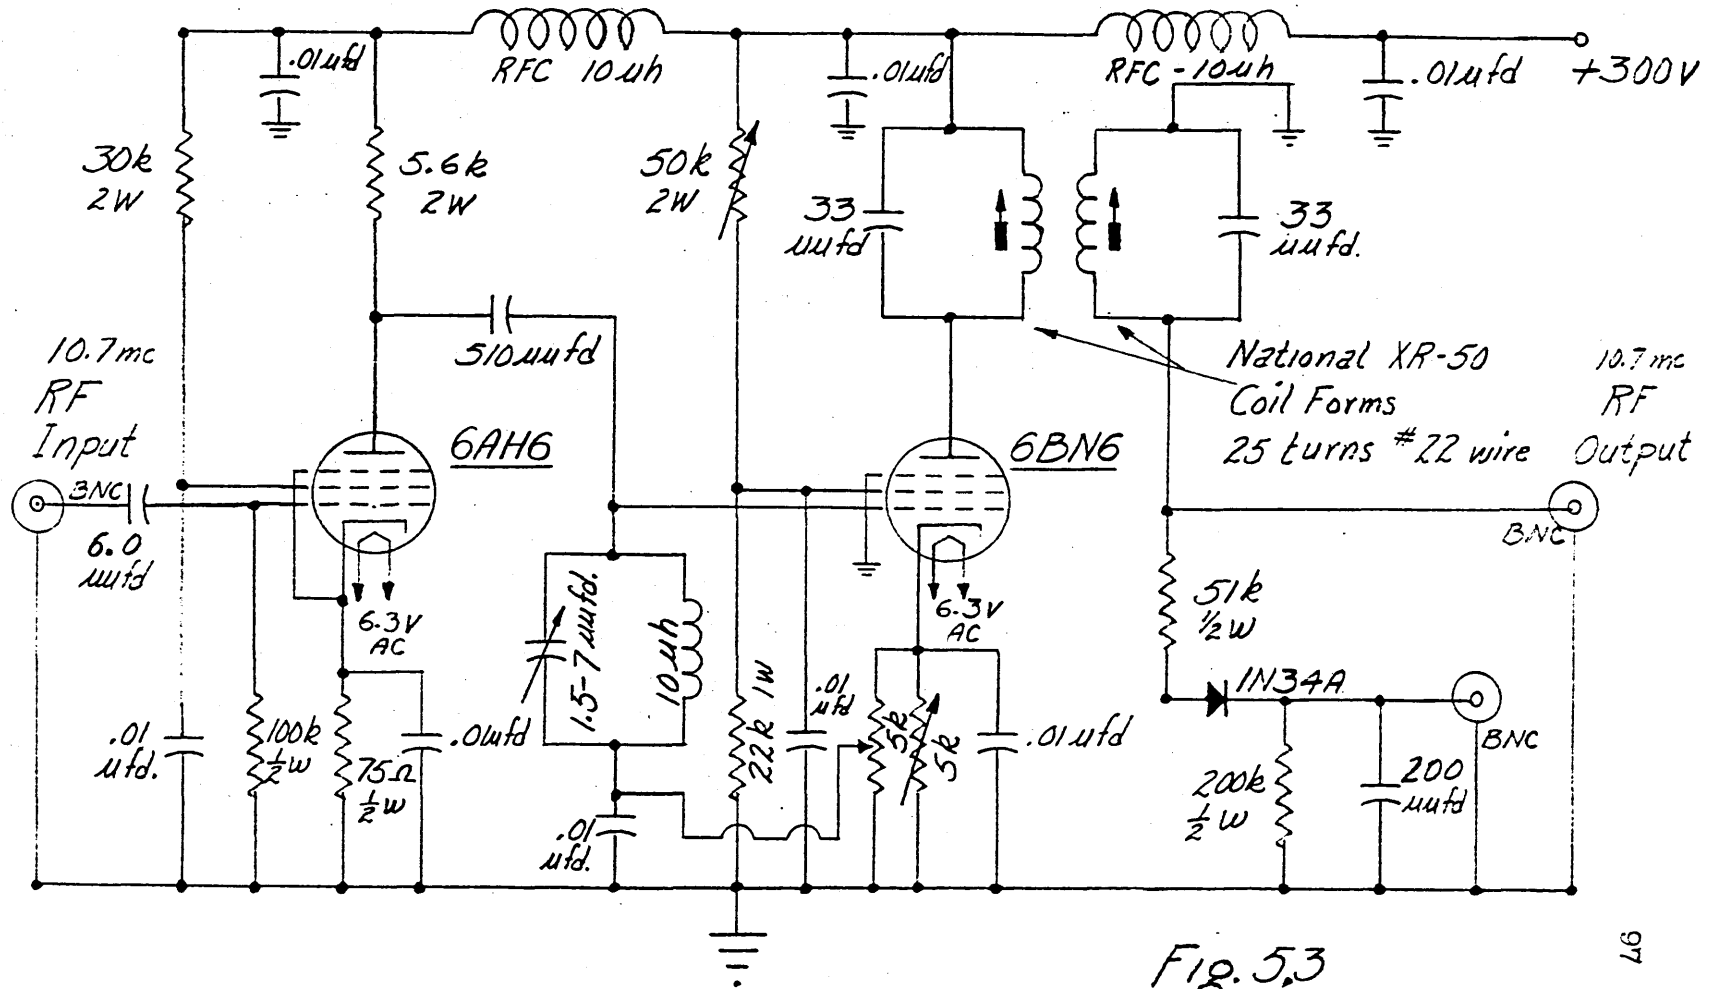 .01µfd
RFC 10µh
.01µfd
RFC - 10µh
.01µfd
+300V
30k
2W
5.6k
2W
50k
2W
33
µµfd
33
µµfd.
510µµfd
10.7mc
RF
Input
BNC
6.0
µµfd
6AH6
6.3V
AC
6BN6
6.3V
AC
National XR-50
Coil Forms
25 turns #22 wire
10.7mc
RF
Output
BNC
51k
½W
1N34A
BNC
.01
µfd.
100k
½W
75Ω
½W
.01µfd
1.5-7µµfd.
10µh
.01
µfd.
22k 1W
.01
µfd
5k
5k
.01µfd
200k
½W
200
µµfd
Fig. 5.3
97